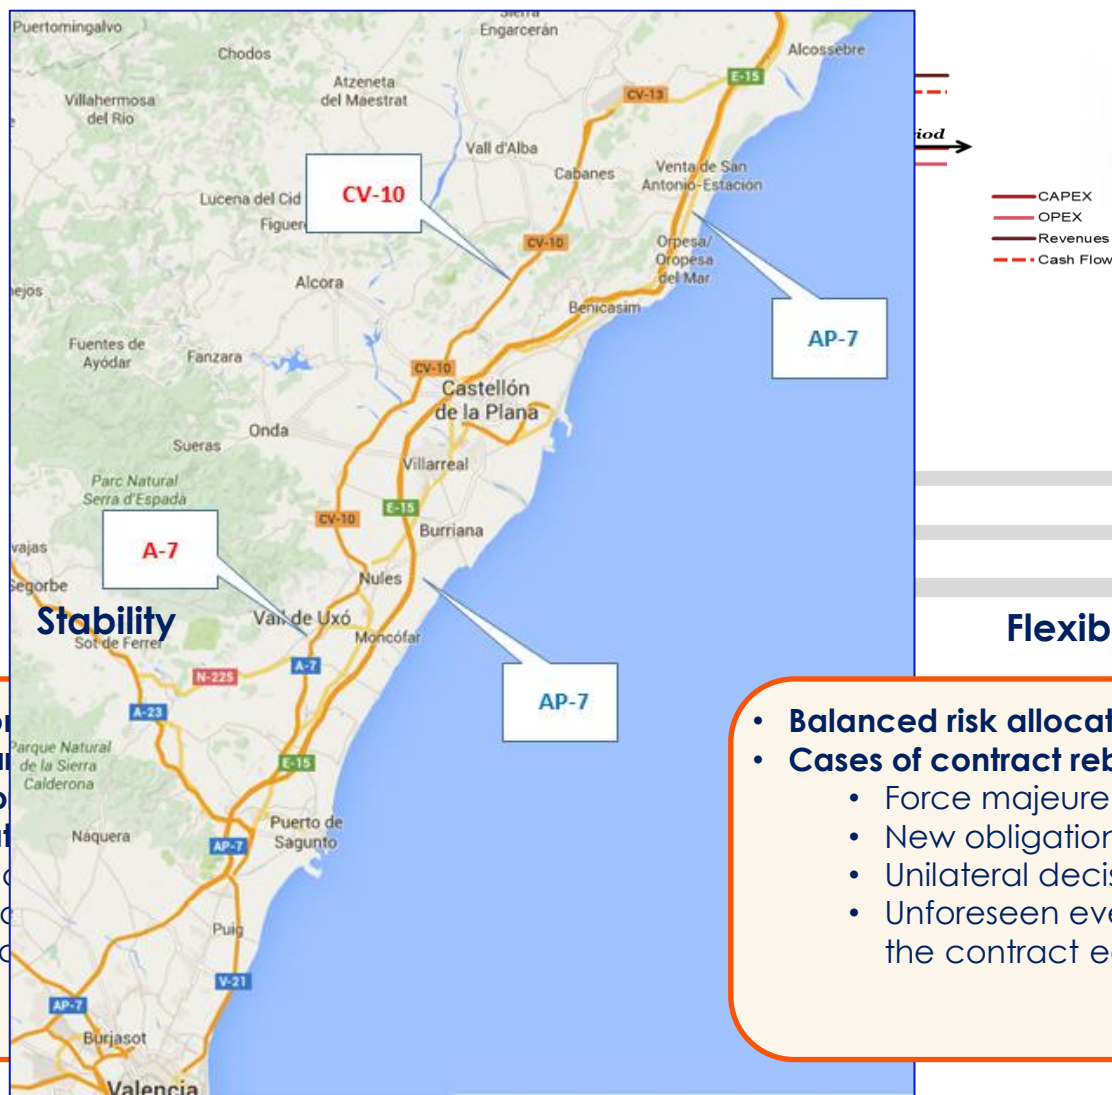 Puertomingalvo
Sierra
Engarcerán
Chodos
Alcossebre
Atzeneta
del Maestrat
E-15
Villahermosa
del Rio
CV-13
Vall d'Alba
Cabanes
Venta de San
Antonio-Estación
CV-10
Lucena del Cid
CAPEX
OPEX
Revenues
Cash Flow
CV-10
Orpesa/
Oropesa
del Mar
Alcora
Benicasim
AP-7
Fuentes de
Ayódar
Fanzara
CV-10
Castellón
de la Plana
Onda
Sueras
Villarreal
Parc Natural
Serra d'Espadà
E-15
CV-10
Burriana
A-7
Nules
Segorbe
Stability
Vall de Uxó
Flexib
Sot de Ferrer
Moncófar
A-7
N-225
AP-7
A-23
• Balanced risk allocat
Parque Natural
de la Sierra
Calderona
E-15
• Cases of contract reb
• Force majeure
Náquera
AP-7
Puerto de
Sagunto
• New obligation
• Unilateral decis
• Unforeseen eve
the contract e
Puig
V-21
AP-7
Burjasot
Valencia